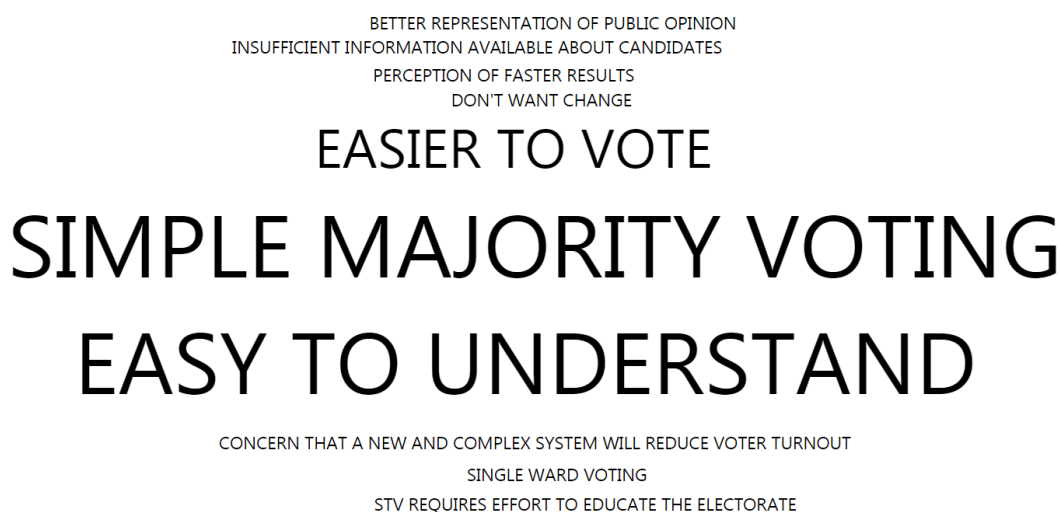 BETTER REPRESENTATION OF PUBLIC OPINION
INSUFFICIENT INFORMATION AVAILABLE ABOUT CANDIDATES
PERCEPTION OF FASTER RESULTS
DON'T WANT CHANGE
EASIER TO VOTE
SIMPLE MAJORITY VOTING
EASY TO UNDERSTAND
CONCERN THAT A NEW AND COMPLEX SYSTEM WILL REDUCE VOTER TURNOUT
SINGLE WARD VOTING
STV REQUIRES EFFORT TO EDUCATE THE ELECTORATE